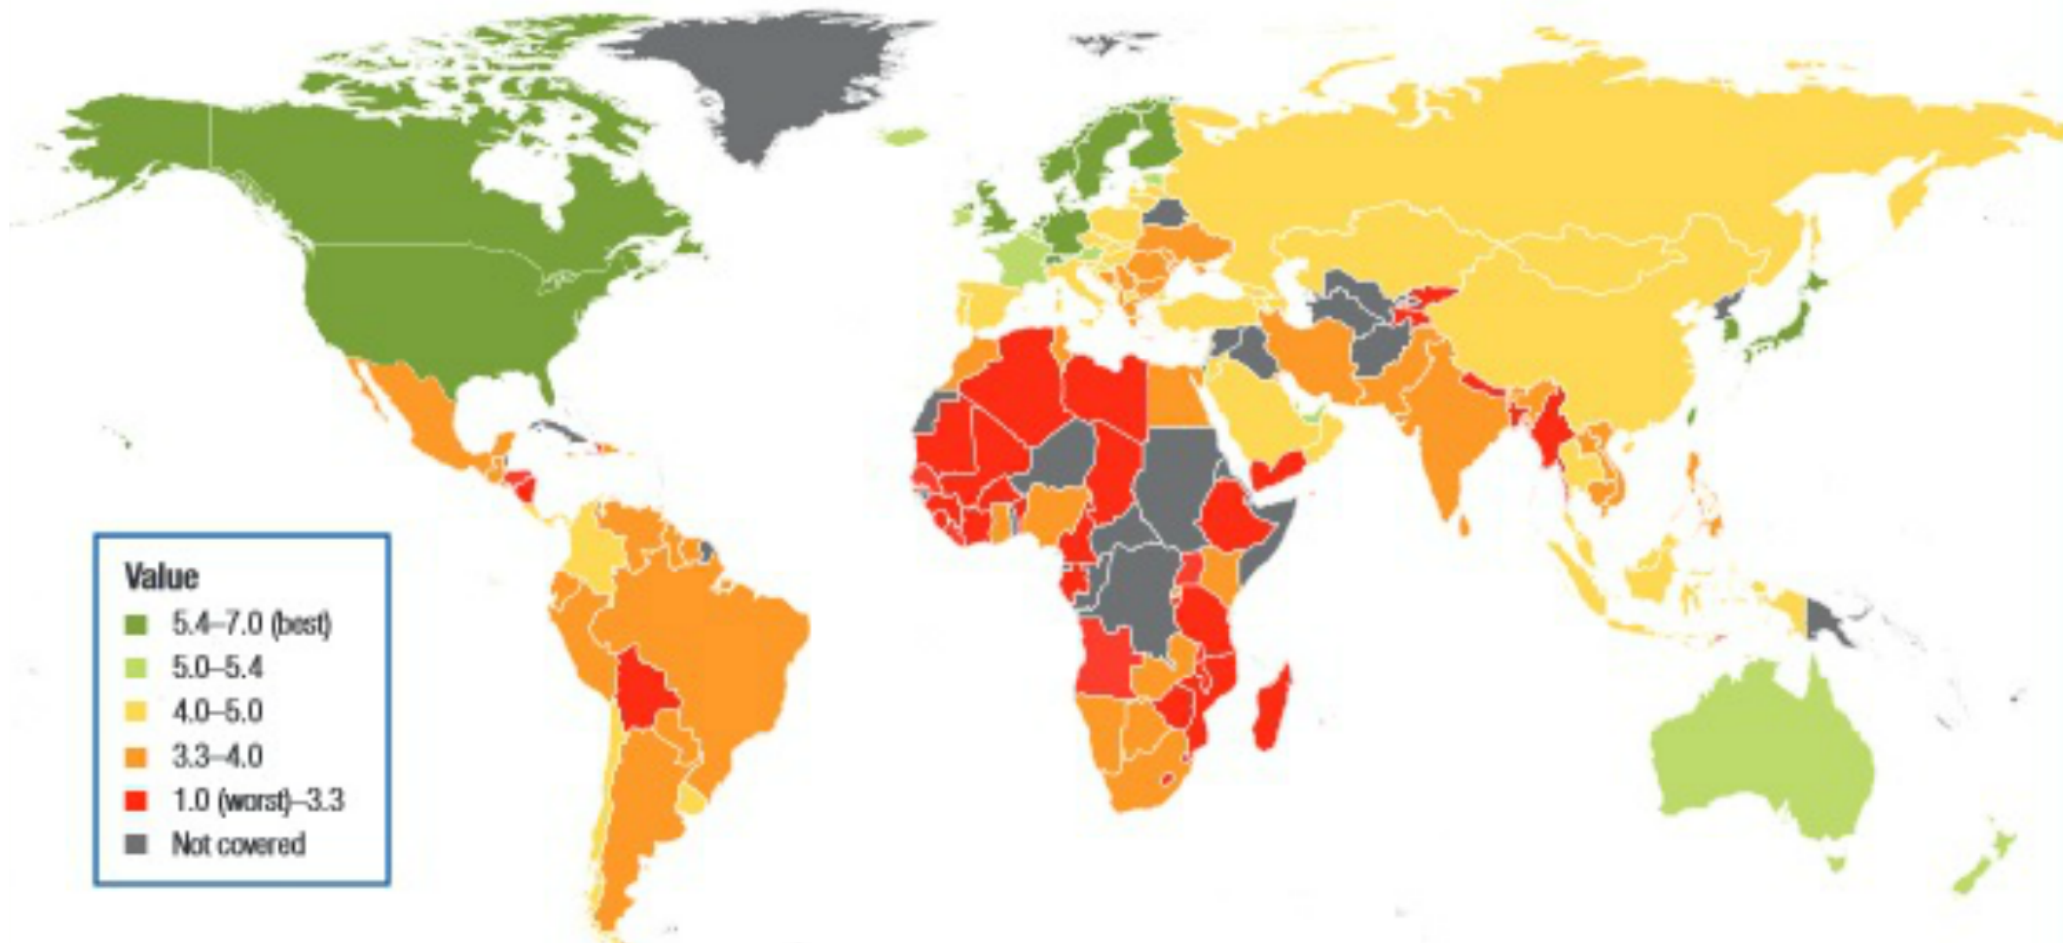 Value
5.4–7.0 (best)
5.0–5.4
4.0–5.0
3.3–4.0
1.0 (worst)–3.3
Not covered